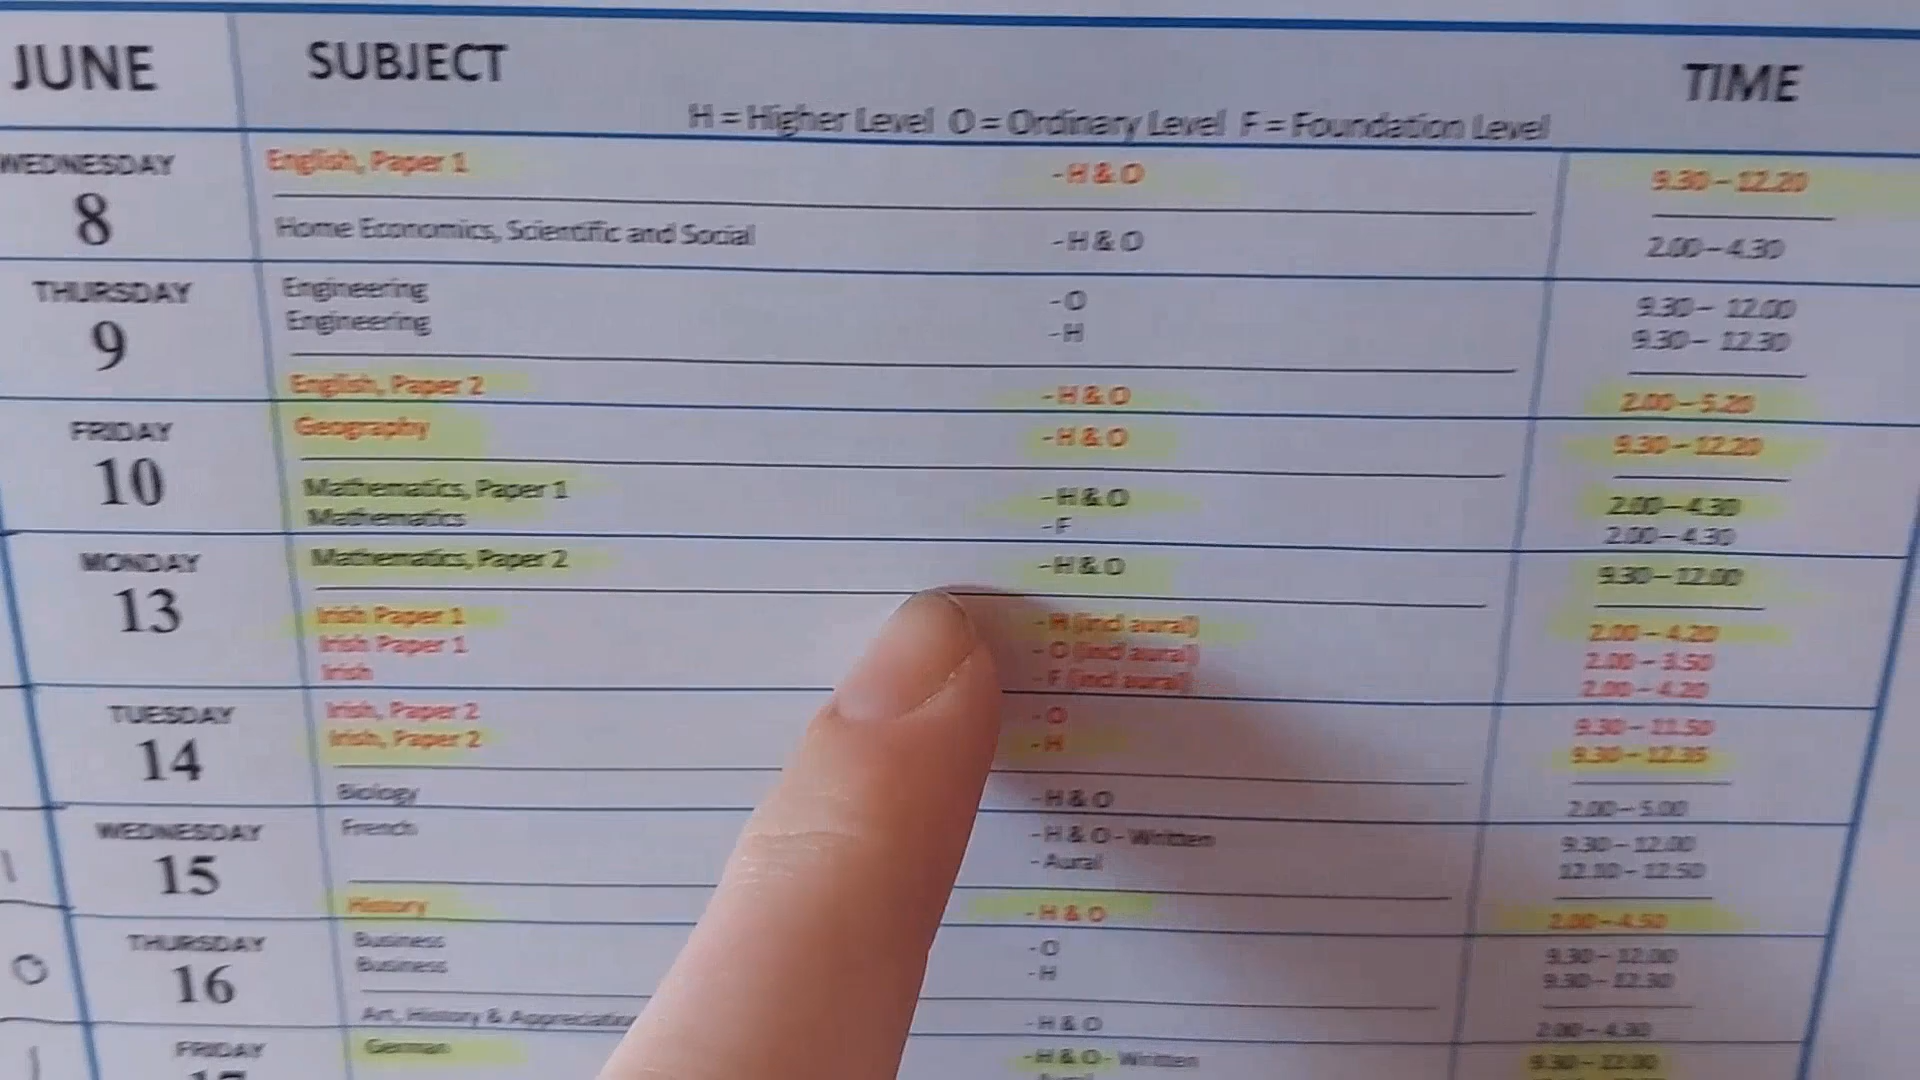 JUNE SUBJECT TIME
H = Higher Level O = Ordinary Level F = Foundation Level
WEDNESDAY 8 English, Paper 1 - H & O 9.30 – 12.20
Home Economics, Scientific and Social - H & O 2.00 – 4.30
THURSDAY 9 Engineering - O 9.30 – 12.00
Engineering - H 9.30 – 12.30
English, Paper 2 - H & O 2.00 – 5.20
FRIDAY 10 Geography - H & O 9.30 – 12.20
Mathematics, Paper 1 - H & O 2.00 – 4.30
Mathematics - F 2.00 – 4.30
MONDAY 13 Mathematics, Paper 2 - H & O 9.30 – 12.00
Irish Paper 1 - H (incl aural) 2.00 – 4.20
Irish Paper 1 - O (incl aural) 2.00 – 3.50
Irish - F (incl aural) 2.00 – 4.20
TUESDAY 14 Irish, Paper 2 - O 9.30 – 11.50
Irish, Paper 2 - H 9.30 – 12.35
Biology - H & O 2.00 – 5.00
WEDNESDAY 15 French - H & O - Written 9.30 – 12.00
- Aural 12.10 – 12.50
History - H & O 2.00 – 4.50
THURSDAY 16 Business - O 9.30 – 12.00
Business - H 9.30 – 12.30
Art, History & Appreciation - H & O 2.00 – 4.30
FRIDAY German - H & O - Written 9.30 – 12.00